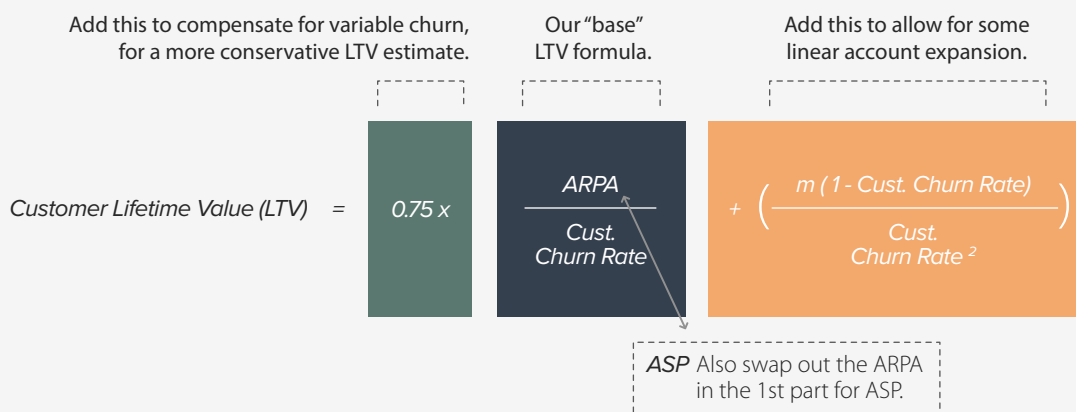 Add this to compensate for variable churn,
for a more conservative LTV estimate.
Our “base”
LTV formula.
Add this to allow for some
linear account expansion.
Customer Lifetime Value (LTV) =
0.75 x
ARPA
Cust.
Churn Rate
+ ( m ( 1 - Cust. Churn Rate) )
Cust.
Churn Rate ²
ASP Also swap out the ARPA
in the 1st part for ASP.